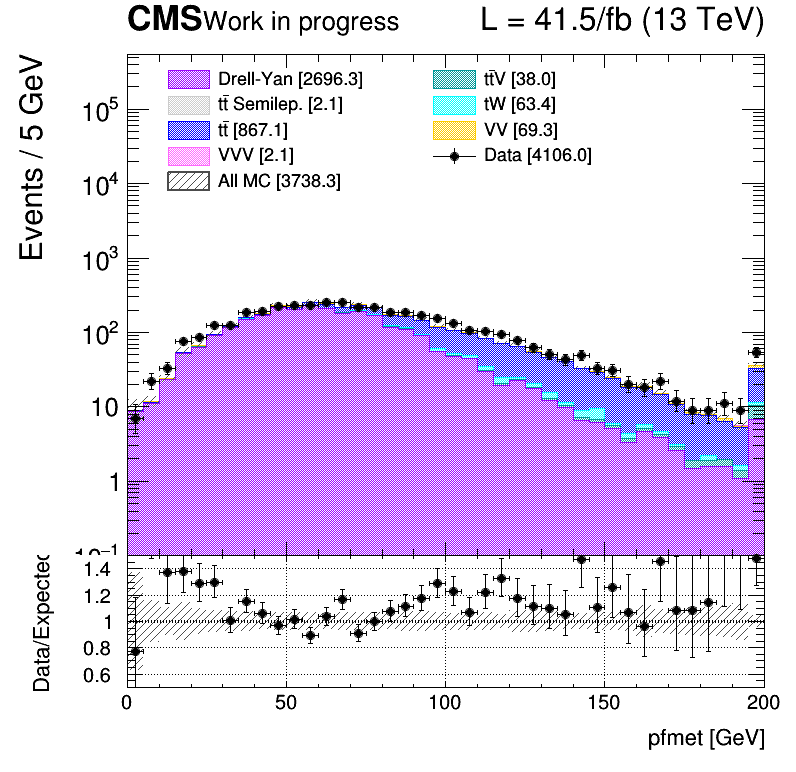 CMS Work in progress L = 41.5/fb (13 TeV)
Events / 5 GeV
10⁵
10⁴
10³
10²
10
1
10⁻¹
Drell-Yan [2696.3]
tt̄ Semilep. [2.1]
tt̄ [867.1]
VVV [2.1]
All MC [3738.3]
tt̄V [38.0]
tW [63.4]
VV [69.3]
Data [4106.0]
Data/Expected
1.4
1.2
1
0.8
0.6
0 50 100 150 200
pfmet [GeV]